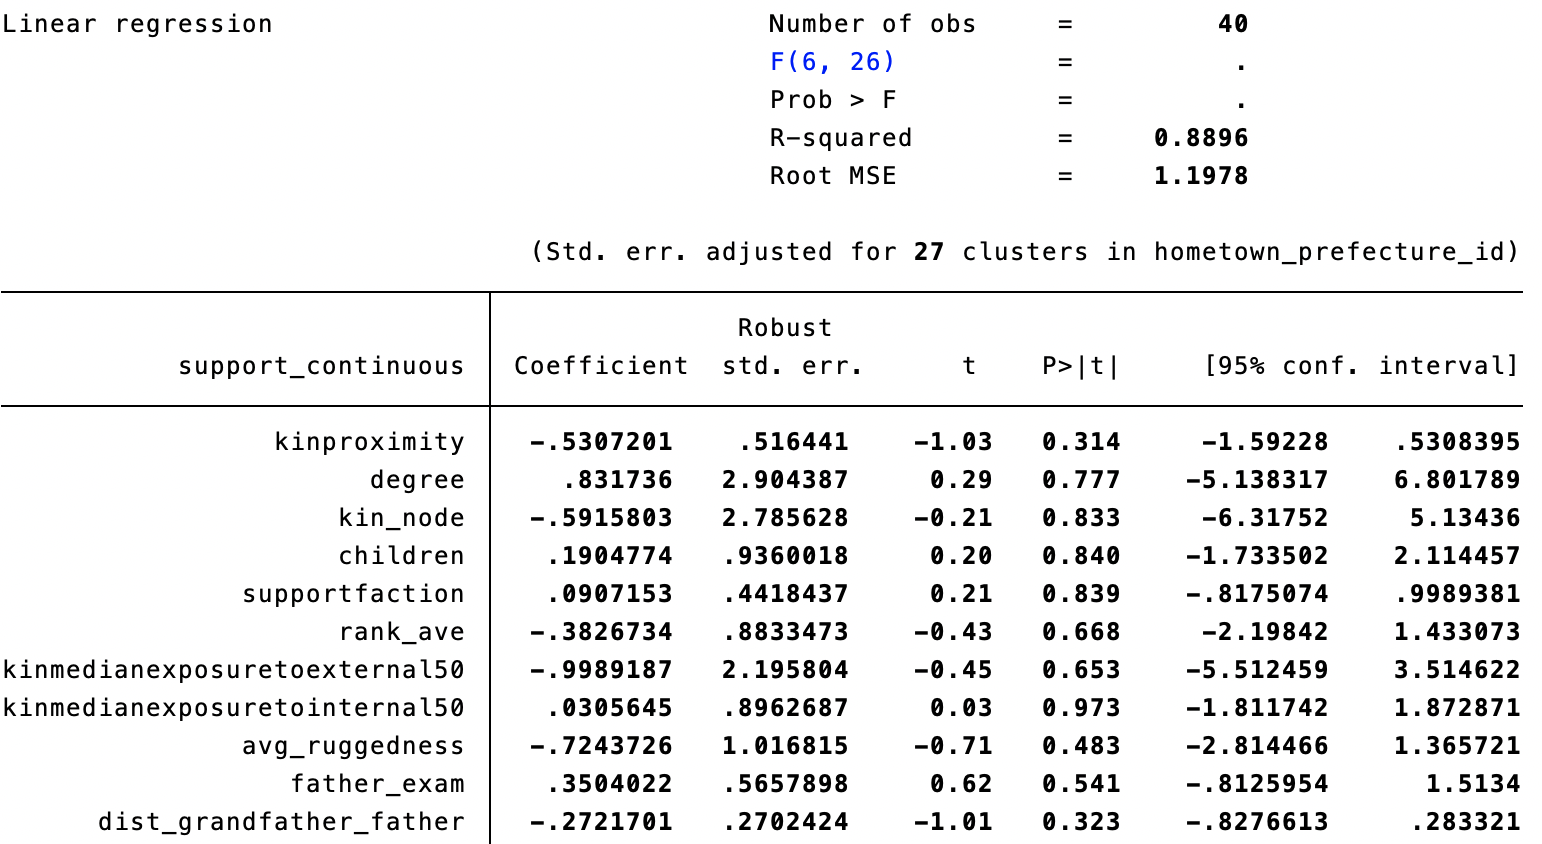 Linear regression Number of obs = 40
F(6, 26) = .
Prob > F = .
R-squared = 0.8896
Root MSE = 1.1978
(Std. err. adjusted for 27 clusters in hometown_prefecture_id)
Robust
support_continuous Coefficient std. err. t P>|t| [95% conf. interval]
kinproximity -.5307201 .516441 -1.03 0.314 -1.59228 .5308395
degree .831736 2.904387 0.29 0.777 -5.138317 6.801789
kin_node -.5915803 2.785628 -0.21 0.833 -6.31752 5.13436
children .1904774 .9360018 0.20 0.840 -1.733502 2.114457
supportfaction .0907153 .4418437 0.21 0.839 -.8175074 .9989381
rank_ave -.3826734 .8833473 -0.43 0.668 -2.19842 1.433073
kinmedianexposuretoexternal50 -.9989187 2.195804 -0.45 0.653 -5.512459 3.514622
kinmedianexposuretointernal50 .0305645 .8962687 0.03 0.973 -1.811742 1.872871
avg_ruggedness -.7243726 1.016815 -0.71 0.483 -2.814466 1.365721
father_exam .3504022 .5657898 0.62 0.541 -.8125954 1.5134
dist_grandfather_father -.2721701 .2702424 -1.01 0.323 -.8276613 .283321